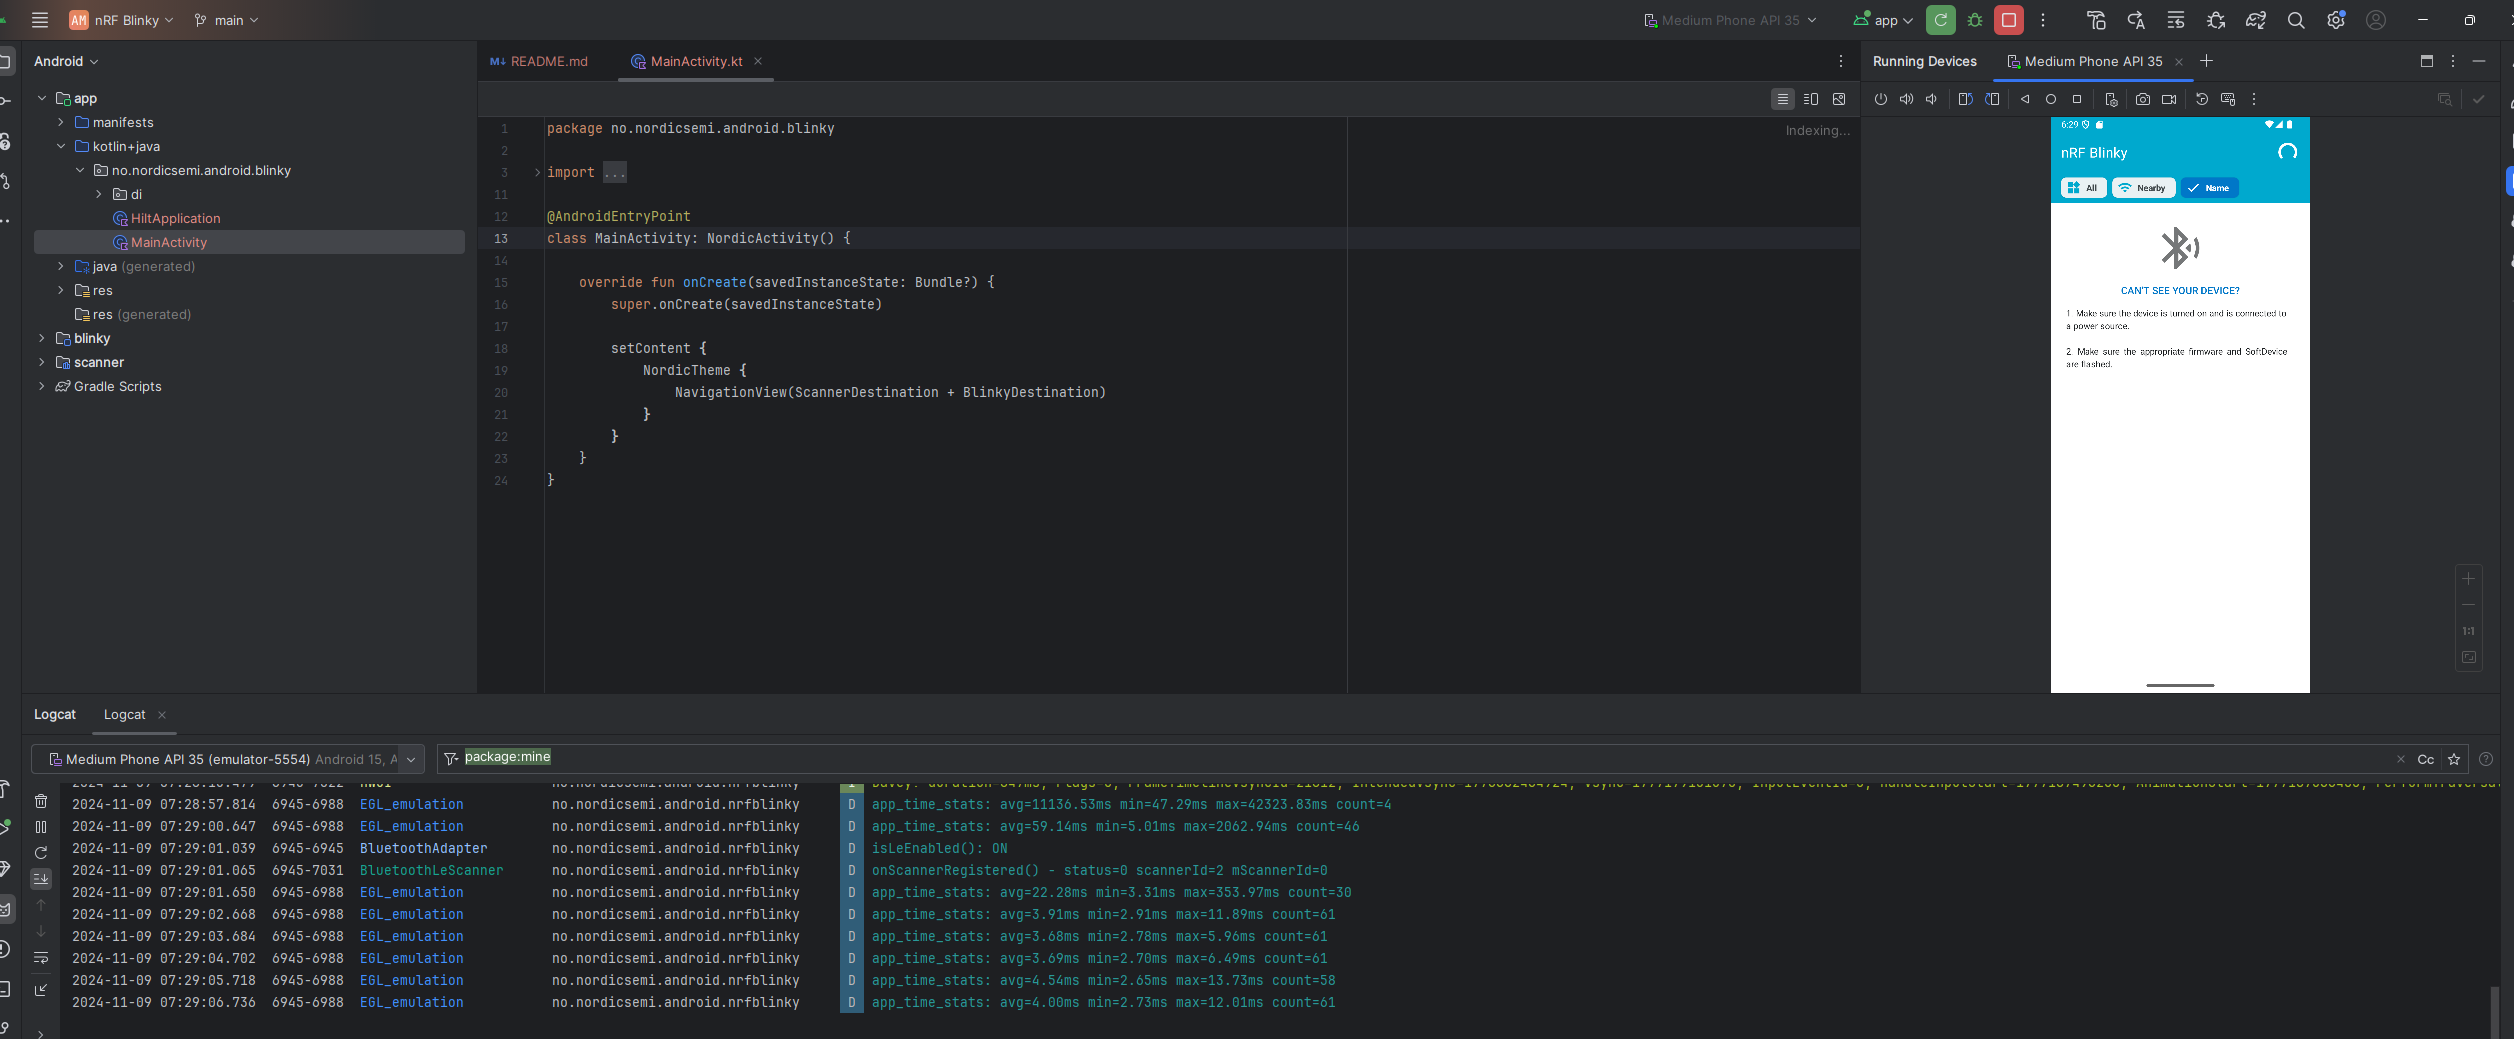 AM nRF Blinky main Medium Phone API 35 app
Android
README.md MainActivity.kt
Running Devices Medium Phone API 35
app
manifests
kotlin+java
no.nordicsemi.android.blinky
di
HiltApplication
MainActivity
java (generated)
res
res (generated)
blinky
scanner
Gradle Scripts
Indexing...
1 package no.nordicsemi.android.blinky
2
3 import ...
11
12 @AndroidEntryPoint
13 class MainActivity: NordicActivity() {
14
15 override fun onCreate(savedInstanceState: Bundle?) {
16 super.onCreate(savedInstanceState)
17
18 setContent {
19 NordicTheme {
20 NavigationView(ScannerDestination + BlinkyDestination)
21 }
22 }
23 }
24 }
6:29
nRF Blinky
All Nearby Name
CAN'T SEE YOUR DEVICE?
1 Make sure the device is turned on and is connected to
a power source.
2. Make sure the appropriate firmware and SoftDevice
are flashed.
1:1
Logcat Logcat
Medium Phone API 35 (emulator-5554) Android 15, A package:mine Cc
2024-11-09 07:28:57.814 6945-6988 EGL_emulation no.nordicsemi.android.nrfblinky D app_time_stats: avg=11136.53ms min=47.29ms max=42323.83ms count=4
2024-11-09 07:29:00.647 6945-6988 EGL_emulation no.nordicsemi.android.nrfblinky D app_time_stats: avg=59.14ms min=5.01ms max=2062.94ms count=46
2024-11-09 07:29:01.039 6945-6945 BluetoothAdapter no.nordicsemi.android.nrfblinky D isLeEnabled(): ON
2024-11-09 07:29:01.065 6945-7031 BluetoothLeScanner no.nordicsemi.android.nrfblinky D onScannerRegistered() - status=0 scannerId=2 mScannerId=0
2024-11-09 07:29:01.650 6945-6988 EGL_emulation no.nordicsemi.android.nrfblinky D app_time_stats: avg=22.28ms min=3.31ms max=353.97ms count=30
2024-11-09 07:29:02.668 6945-6988 EGL_emulation no.nordicsemi.android.nrfblinky D app_time_stats: avg=3.91ms min=2.91ms max=11.89ms count=61
2024-11-09 07:29:03.684 6945-6988 EGL_emulation no.nordicsemi.android.nrfblinky D app_time_stats: avg=3.68ms min=2.78ms max=5.96ms count=61
2024-11-09 07:29:04.702 6945-6988 EGL_emulation no.nordicsemi.android.nrfblinky D app_time_stats: avg=3.69ms min=2.70ms max=6.49ms count=61
2024-11-09 07:29:05.718 6945-6988 EGL_emulation no.nordicsemi.android.nrfblinky D app_time_stats: avg=4.54ms min=2.65ms max=13.73ms count=58
2024-11-09 07:29:06.736 6945-6988 EGL_emulation no.nordicsemi.android.nrfblinky D app_time_stats: avg=4.00ms min=2.73ms max=12.01ms count=61